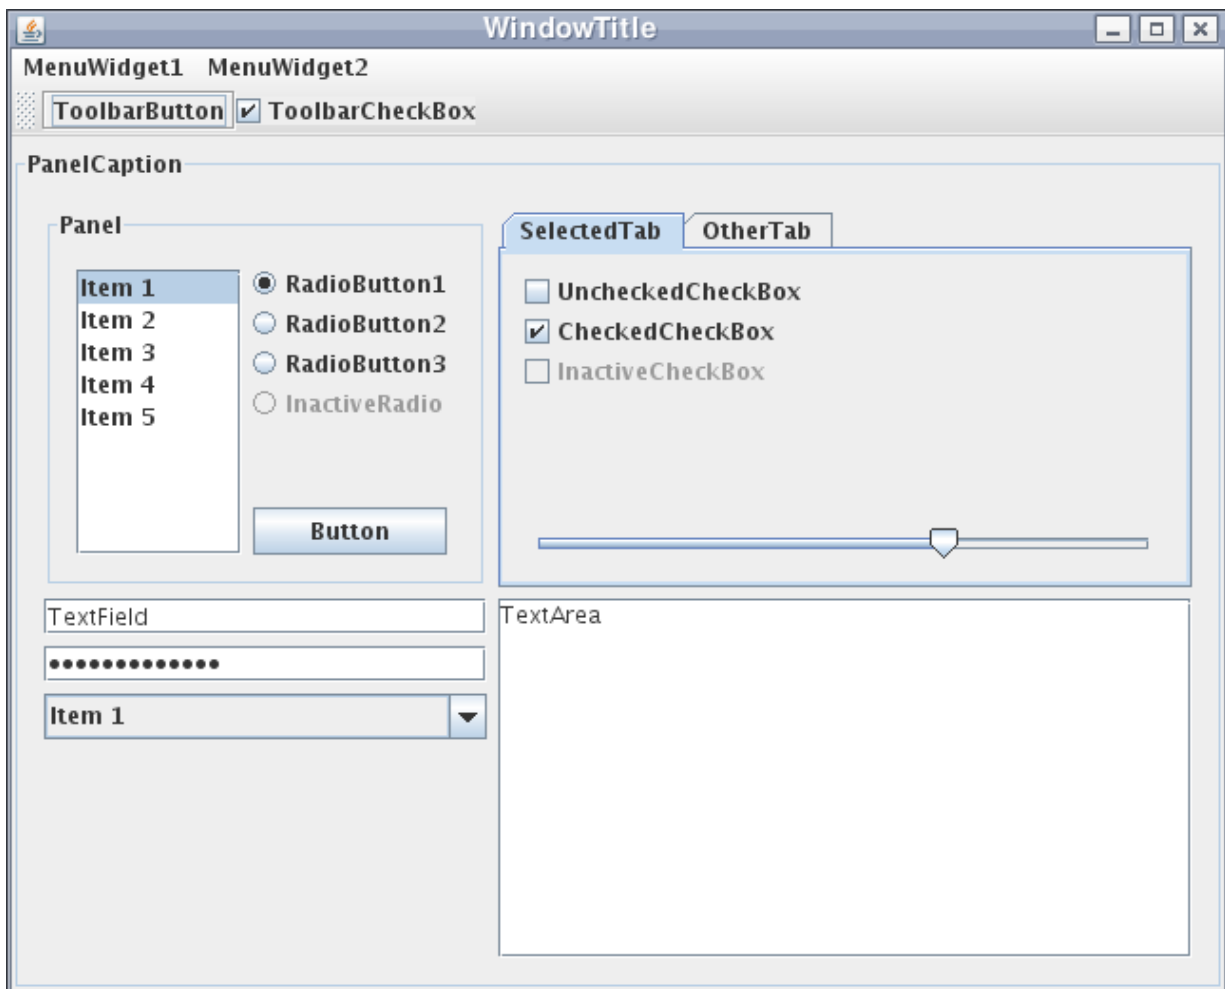 WindowTitle
MenuWidget1 MenuWidget2
ToolbarButton ToolbarCheckBox
PanelCaption
Panel
Item 1
Item 2
Item 3
Item 4
Item 5
RadioButton1
RadioButton2
RadioButton3
InactiveRadio
Button
SelectedTab OtherTab
UncheckedCheckBox
CheckedCheckBox
InactiveCheckBox
TextField
•••••••••••••
Item 1
TextArea